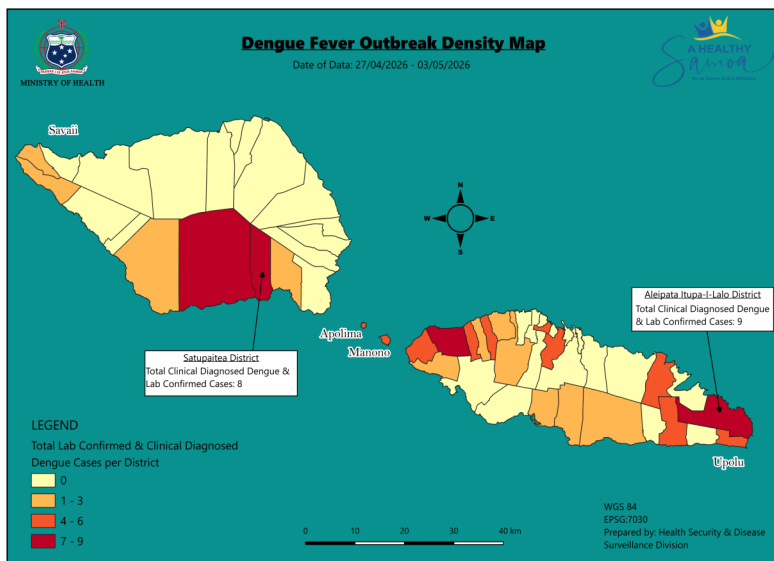 Dengue Fever Outbreak Density Map
Date of Data: 27/04/2026 - 03/05/2026
MINISTRY OF HEALTH
A HEALTHY
Samoa
Savaii
N
W
E
S
Aleipata Itupa-I-Lalo District
Total Clinical Diagnosed Dengue
& Lab Confirmed Cases: 9
Apolima
Manono
Satupaitea District
Total Clinical Diagnosed Dengue &
Lab Confirmed Cases: 8
Upolu
LEGEND
Total Lab Confirmed & Clinical Diagnosed
Dengue Cases per District
0
1 - 3
4 - 6
7 - 9
0 10 20 30 40 km
WGS 84
EPSG:7030
Prepared by: Health Security & Disease
Surveillance Division